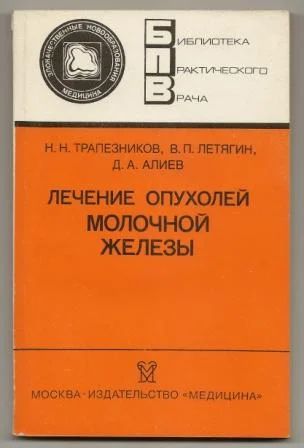 ЗЛОКАЧЕСТВЕННЫЕ НОВООБРАЗОВАНИЯ
МЕДИЦИНА
БИБЛИОТЕКА
ПРАКТИЧЕСКОГО
ВРАЧА
Н. Н. ТРАПЕЗНИКОВ, В. П. ЛЕТЯГИН,
Д. А. АЛИЕВ
ЛЕЧЕНИЕ ОПУХОЛЕЙ
МОЛОЧНОЙ
ЖЕЛЕЗЫ
МОСКВА-ИЗДАТЕЛЬСТВО «МЕДИЦИНА»